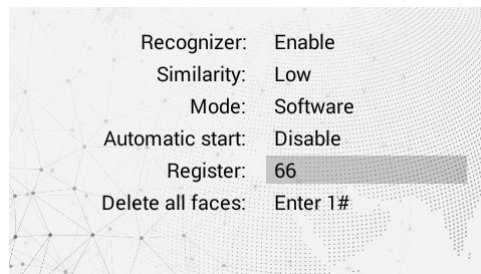 Recognizer: Enable
Similarity: Low
Mode: Software
Automatic start: Disable
Register: 66
Delete all faces: Enter 1#